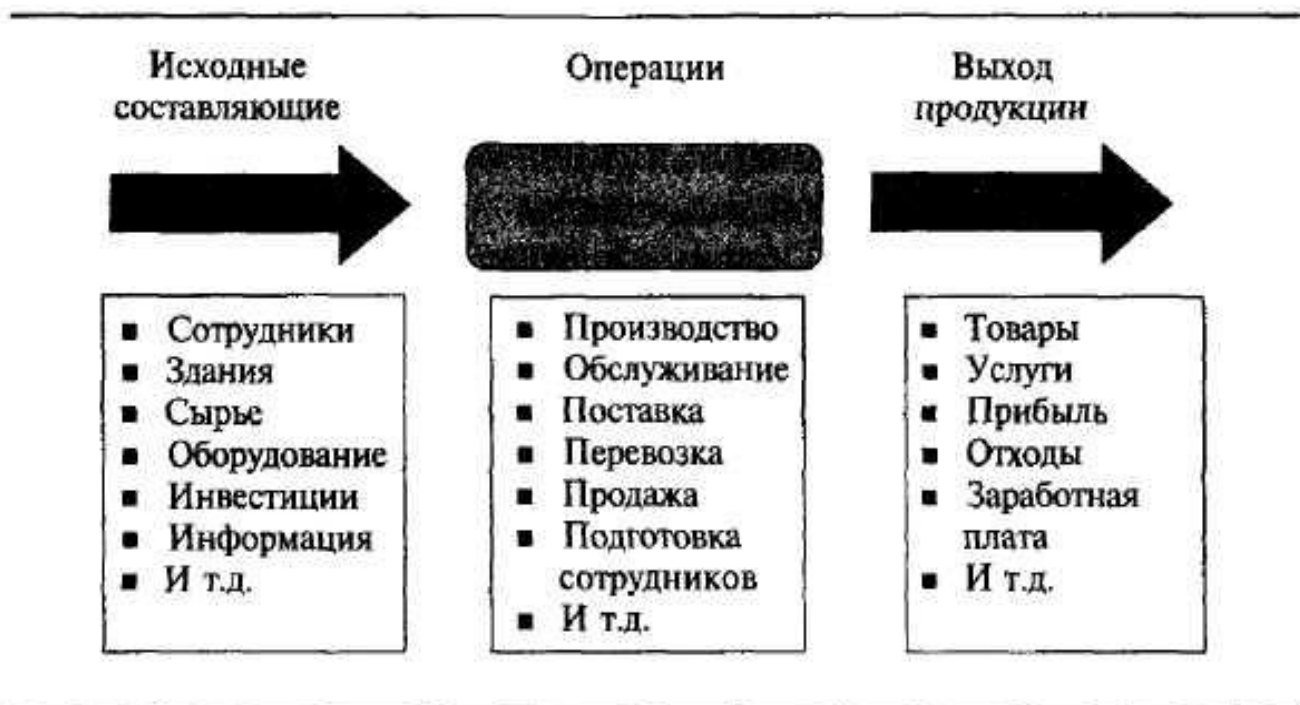 Исходные
составляющие
Операции
Выход
продукции
■ Сотрудники
■ Здания
■ Сырье
■ Оборудование
■ Инвестиции
■ Информация
■ И т.д.
■ Производство
■ Обслуживание
■ Поставка
■ Перевозка
■ Продажа
■ Подготовка
сотрудников
■ И т.д.
■ Товары
■ Услуги
■ Прибыль
■ Отходы
■ Заработная
плата
■ И т.д.